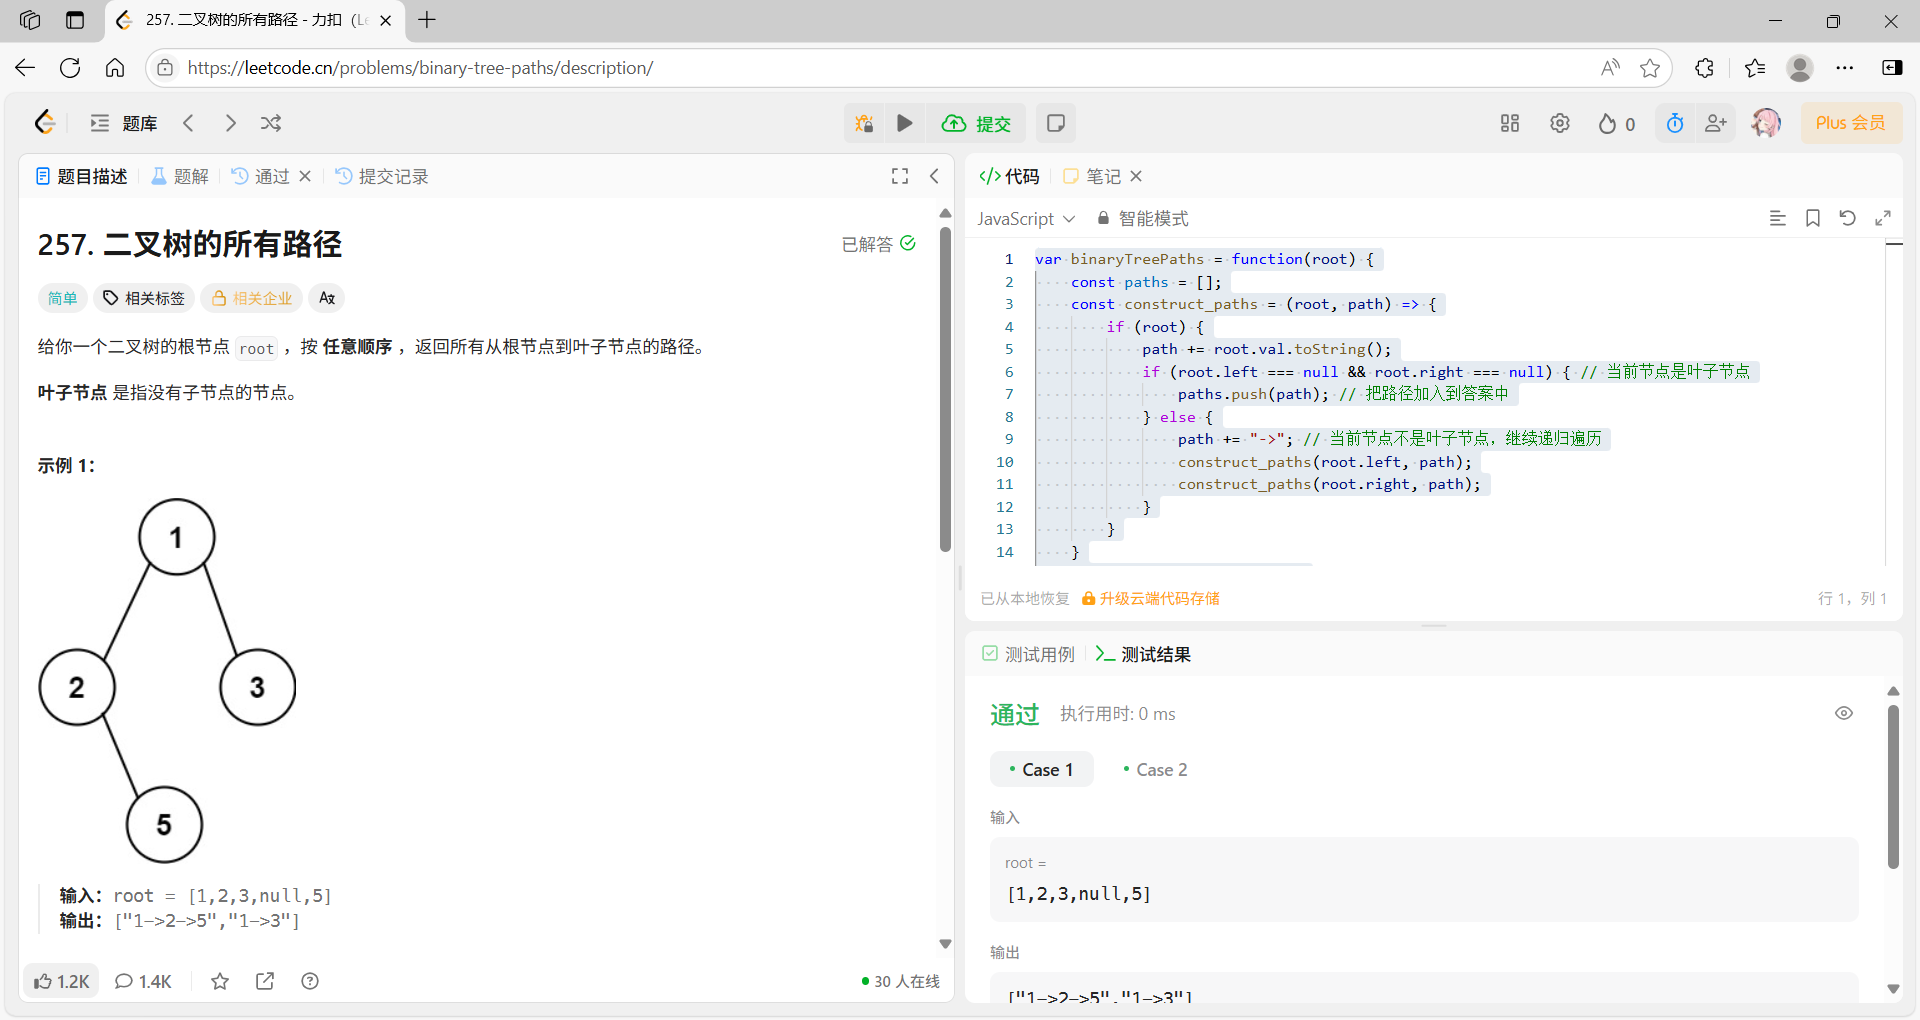 257. 二叉树的所有路径 - 力扣（Le
https://leetcode.cn/problems/binary-tree-paths/description/
题库
提交
0
Plus 会员
题目描述
题解
通过
提交记录
257. 二叉树的所有路径
已解答
简单
相关标签
相关企业
给你一个二叉树的根节点 root ，按 任意顺序 ，返回所有从根节点到叶子节点的路径。
叶子节点 是指没有子节点的节点。
示例 1：
1
2
3
5
输入：root = [1,2,3,null,5]
输出：["1->2->5","1->3"]
1.2K
1.4K
30 人在线
</> 代码
笔记
JavaScript
智能模式
1 var binaryTreePaths = function(root) {
2 const paths = [];
3 const construct_paths = (root, path) => {
4 if (root) {
5 path += root.val.toString();
6 if (root.left === null && root.right === null) { // 当前节点是叶子节点
7 paths.push(path); // 把路径加入到答案中
8 } else {
9 path += "->"; // 当前节点不是叶子节点，继续递归遍历
10 construct_paths(root.left, path);
11 construct_paths(root.right, path);
12 }
13 }
14 }
已从本地恢复
升级云端代码存储
行 1，列 1
测试用例
测试结果
通过
执行用时: 0 ms
Case 1
Case 2
输入
root =
[1,2,3,null,5]
输出
["1->2->5","1->3"]